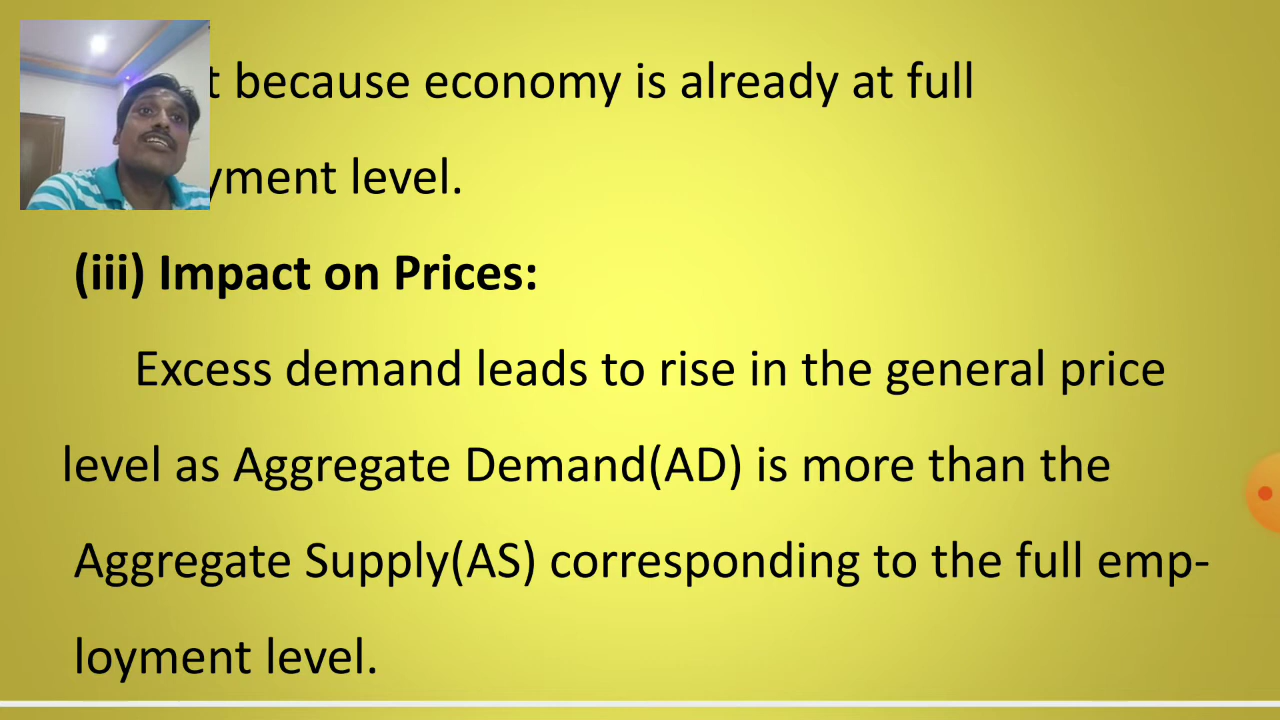 because economy is already at full
level.
(iii) Impact on Prices:
Excess demand leads to rise in the general price
level as Aggregate Demand(AD) is more than the
Aggregate Supply(AS) corresponding to the full emp-
loyment level.